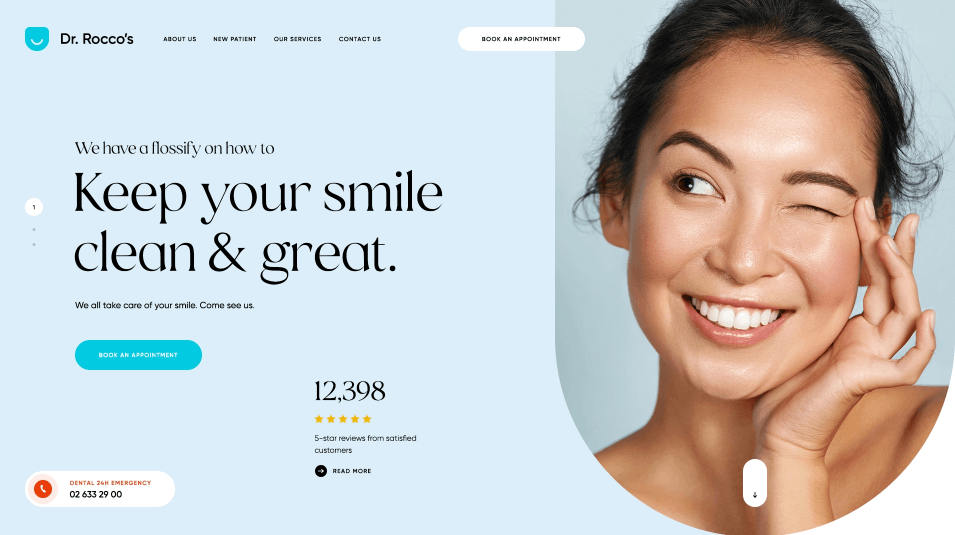 Dr. Rocco's
ABOUT US
NEW PATIENT
OUR SERVICES
CONTACT US
BOOK AN APPOINTMENT
We have a flossify on how to
Keep your smile
clean & great.
1
We all take care of your smile. Come see us.
BOOK AN APPOINTMENT
12,398
5-star reviews from satisfied
customers
READ MORE
DENTAL 24H EMERGENCY
02 633 29 00